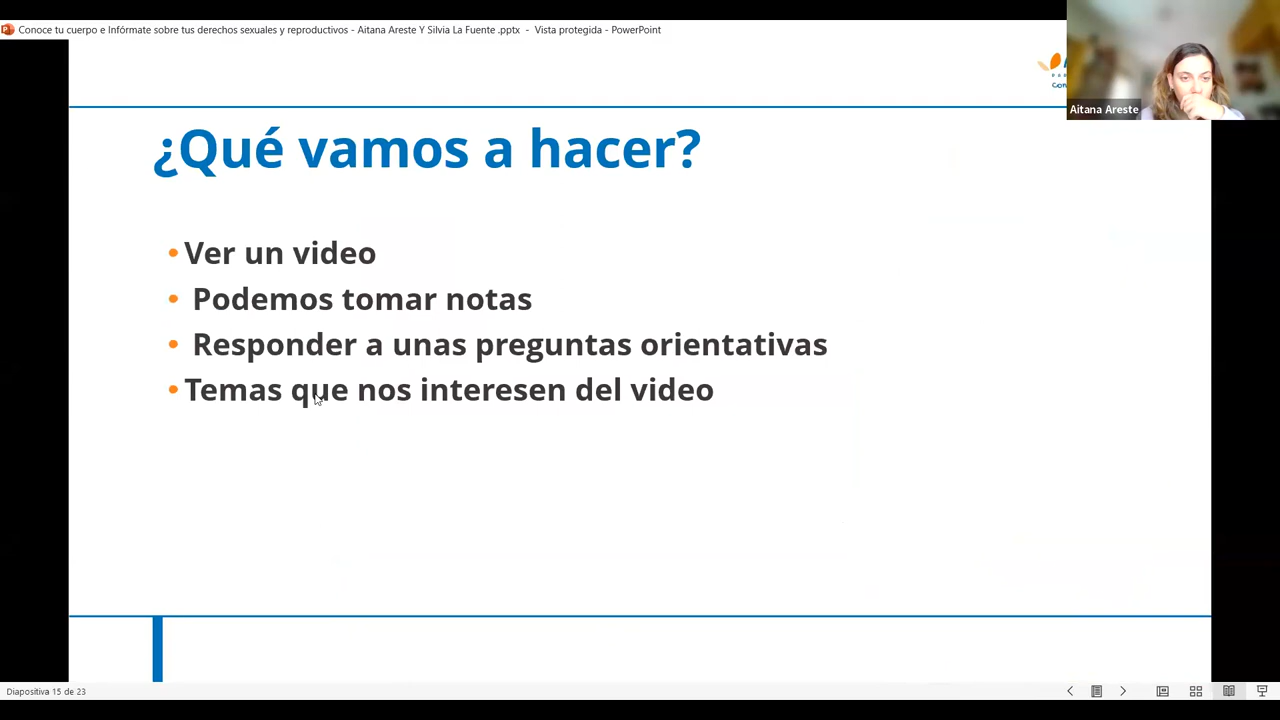 Conoce tu cuerpo e Infórmate sobre tus derechos sexuales y reproductivos - Aitana Areste Y Silvia La Fuente .pptx - Vista protegida - PowerPoint
Aitana Areste
¿Qué vamos a hacer?
• Ver un video
• Podemos tomar notas
• Responder a unas preguntas orientativas
• Temas que nos interesen del video
Diapositiva 15 de 23